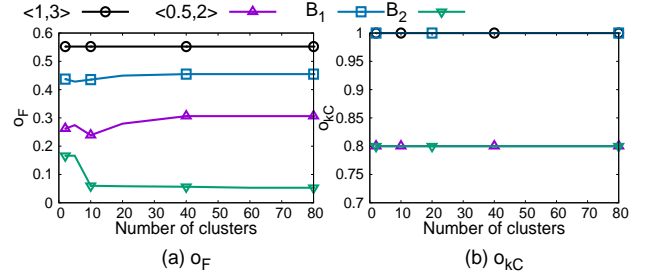 <1,3> <0.5,2> B1 B2
0.6 0.5 0.4 0.3 0.2 0.1 0
oF
0 10 20 30 40 50 60 70 80
Number of clusters
(a) oF
1 0.95 0.9 0.85 0.8 0.75 0.7
okC
0 10 20 30 40 50 60 70 80
Number of clusters
(b) okC